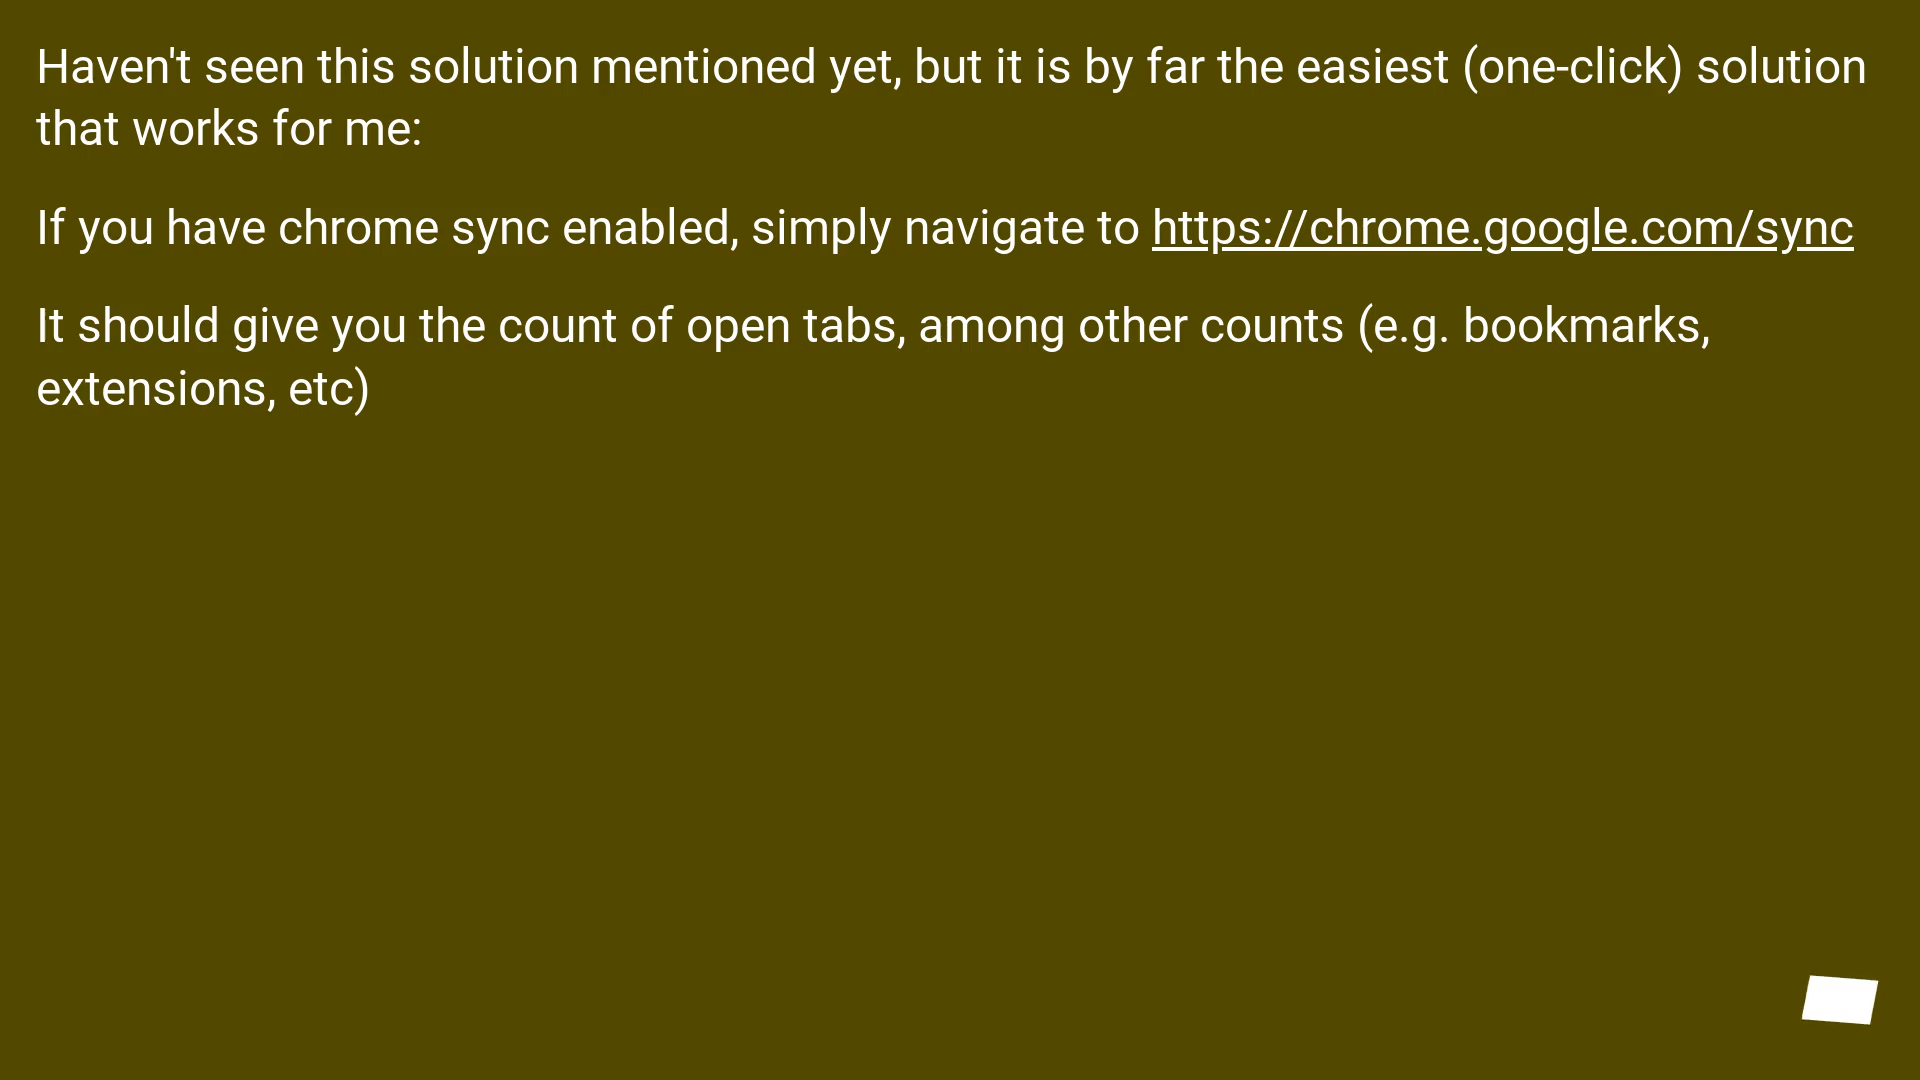 Haven't seen this solution mentioned yet, but it is by far the easiest (one-click) solution
that works for me:
If you have chrome sync enabled, simply navigate to https://chrome.google.com/sync
It should give you the count of open tabs, among other counts (e.g. bookmarks,
extensions, etc)